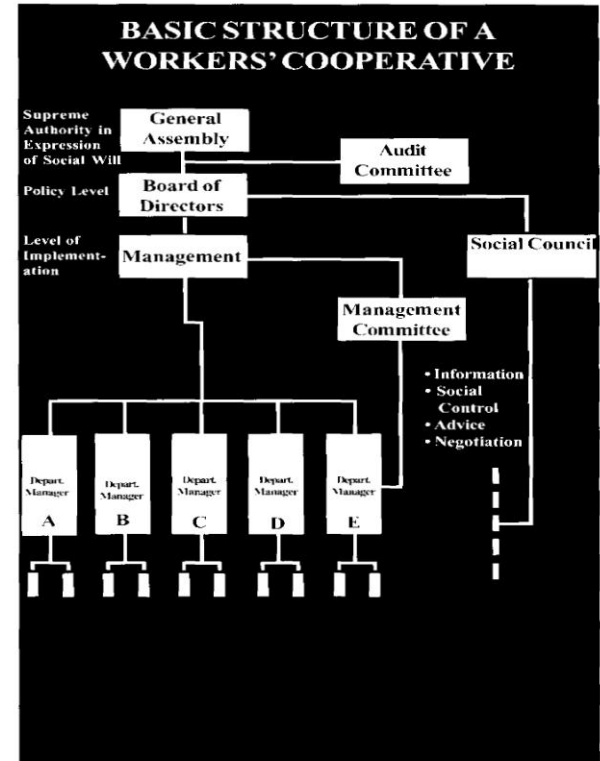 BASIC STRUCTURE OF A
WORKERS' COOPERATIVE
Supreme
Authority in
Expression
of Social Will
General
Assembly
Audit
Committee
Policy Level
Board of
Directors
Level of
Implement-
ation
Management
Social Council
Management
Committee
• Information
• Social
Control
• Advice
• Negotiation
Depart.
Manager
A
Depart.
Manager
B
Depart.
Manager
C
Depart.
Manager
D
Depart.
Manager
E